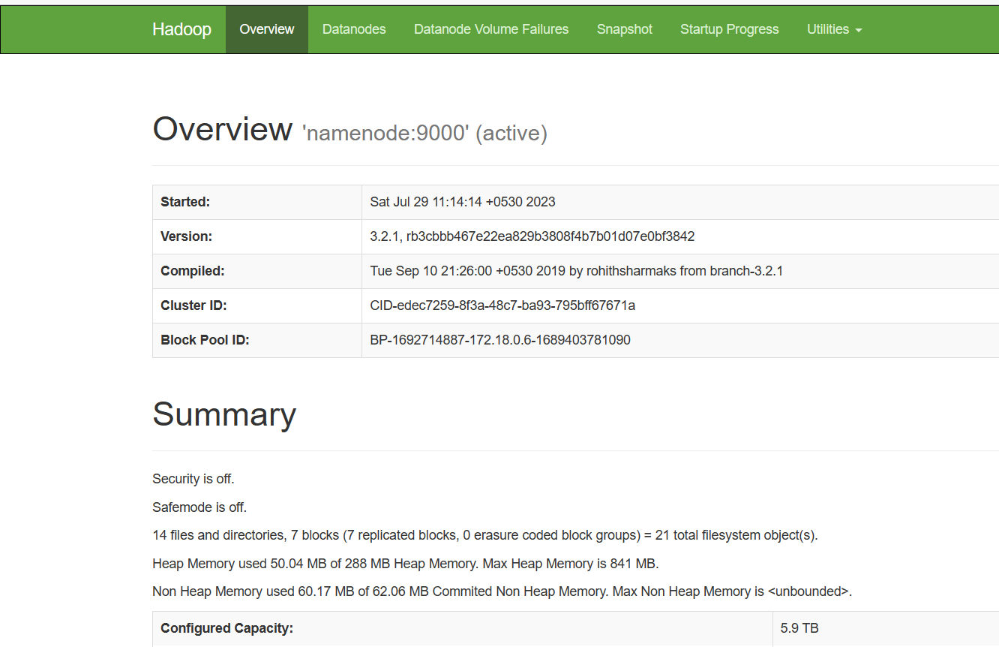 Hadoop Overview Datanodes Datanode Volume Failures Snapshot Startup Progress Utilities
Overview 'namenode:9000' (active)
Started: Sat Jul 29 11:14:14 +0530 2023
Version: 3.2.1, rb3cbbb467e22ea829b3808f4b7b01d07e0bf3842
Compiled: Tue Sep 10 21:26:00 +0530 2019 by rohithsharmaks from branch-3.2.1
Cluster ID: CID-edec7259-8f3a-48c7-ba93-795bff67671a
Block Pool ID: BP-1692714887-172.18.0.6-1689403781090
Summary
Security is off.
Safemode is off.
14 files and directories, 7 blocks (7 replicated blocks, 0 erasure coded block groups) = 21 total filesystem object(s).
Heap Memory used 50.04 MB of 288 MB Heap Memory. Max Heap Memory is 841 MB.
Non Heap Memory used 60.17 MB of 62.06 MB Commited Non Heap Memory. Max Non Heap Memory is <unbounded>.
Configured Capacity: 5.9 TB